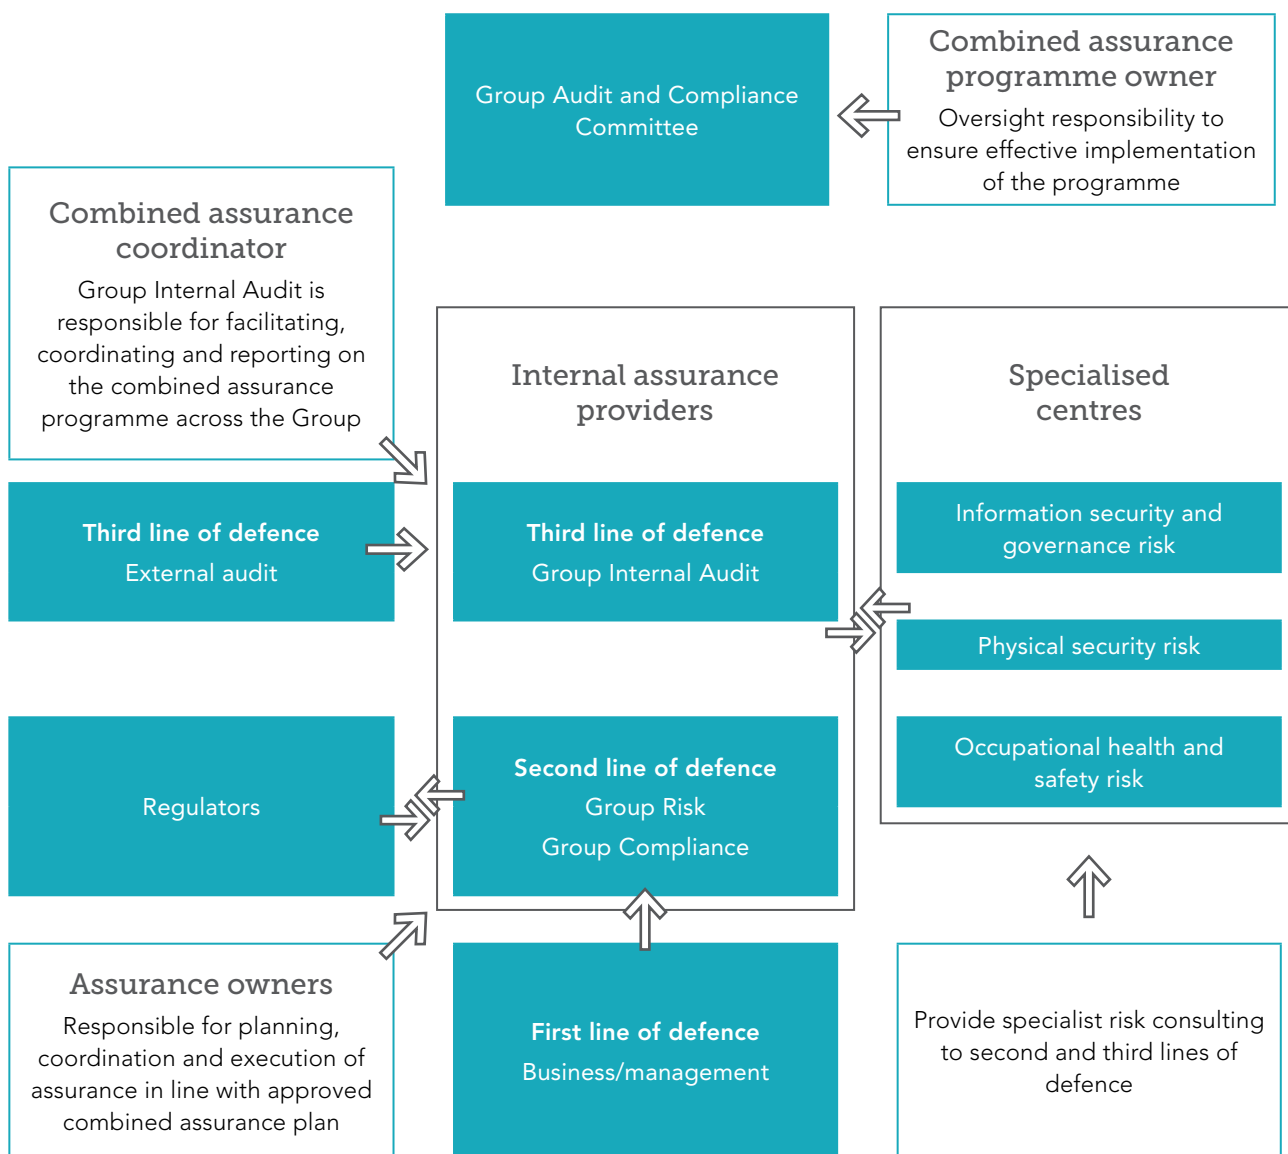 Group Audit and Compliance
Committee
Combined assurance
programme owner
Oversight responsibility to
ensure effective implementation
of the programme
Combined assurance
coordinator
Group Internal Audit is
responsible for facilitating,
coordinating and reporting on
the combined assurance
programme across the Group
Internal assurance
providers
Specialised
centres
Third line of defence
External audit
Third line of defence
Group Internal Audit
Information security and
governance risk
Physical security risk
Regulators
Second line of defence
Group Risk
Group Compliance
Occupational health and
safety risk
Assurance owners
Responsible for planning,
coordination and execution of
assurance in line with approved
combined assurance plan
First line of defence
Business/management
Provide specialist risk consulting
to second and third lines of
defence